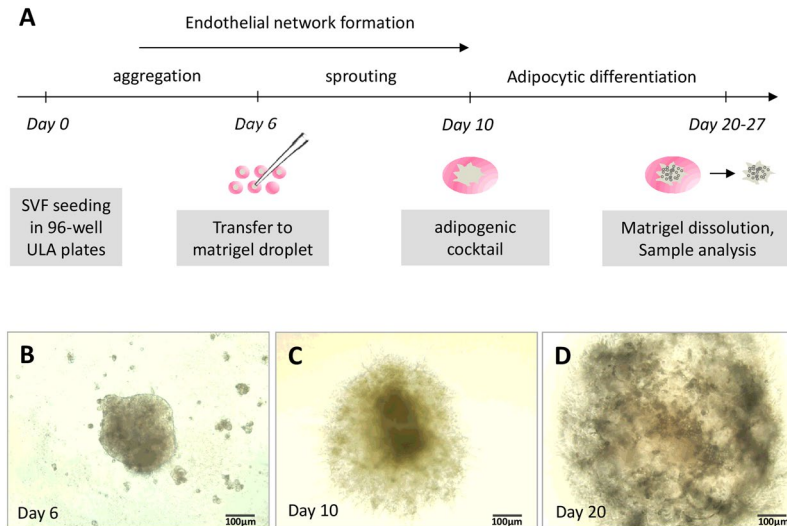 A
Endothelial network formation
aggregation sprouting Adipocytic differentiation
Day 0 Day 6 Day 10 Day 20-27
SVF seeding
in 96-well
ULA plates
Transfer to
matrigel droplet
adipogenic
cocktail
Matrigel dissolution,
Sample analysis
B
Day 6
100µm
C
Day 10
100µm
D
Day 20
100µm